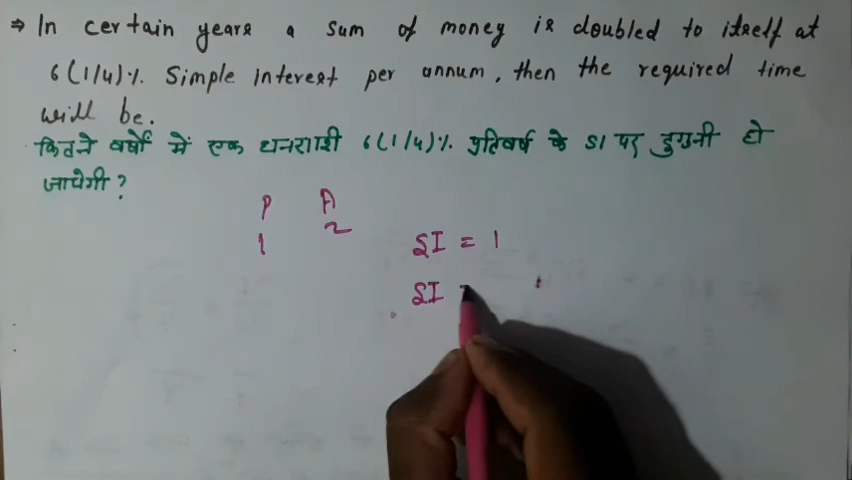 ⇒ In certain years a sum of money is doubled to itself at
6(1/4)%. Simple interest per annum, then the required time
will be.
कितने वर्षों में एक धनराशी 6(1/4)% प्रतिवर्ष के SI पर दुगुनी हो
जायेगी?
P A
1 2
SI = 1
SI =